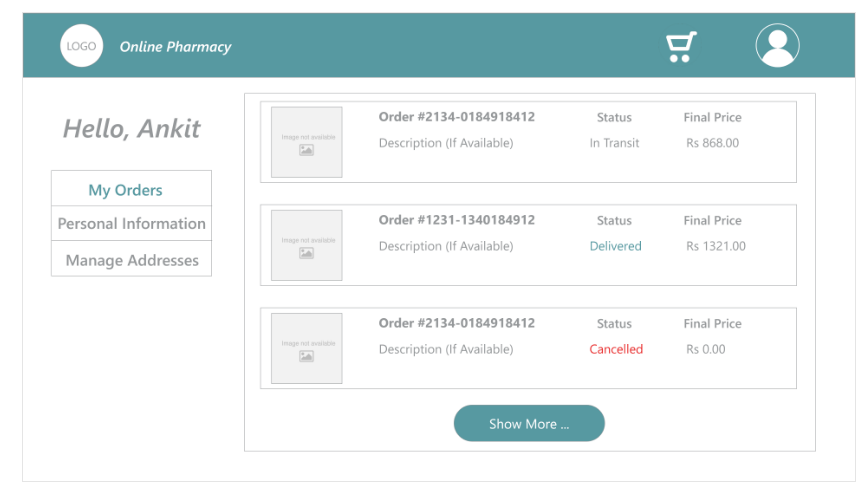 LOGO
Online Pharmacy
Hello, Ankit
My Orders
Personal Information
Manage Addresses
Image not available
Order #2134-0184918412 Status Final Price
Description (If Available) In Transit Rs 868.00
Image not available
Order #1231-1340184912 Status Final Price
Description (If Available) Delivered Rs 1321.00
Image not available
Order #2134-0184918412 Status Final Price
Description (If Available) Cancelled Rs 0.00
Show More ...